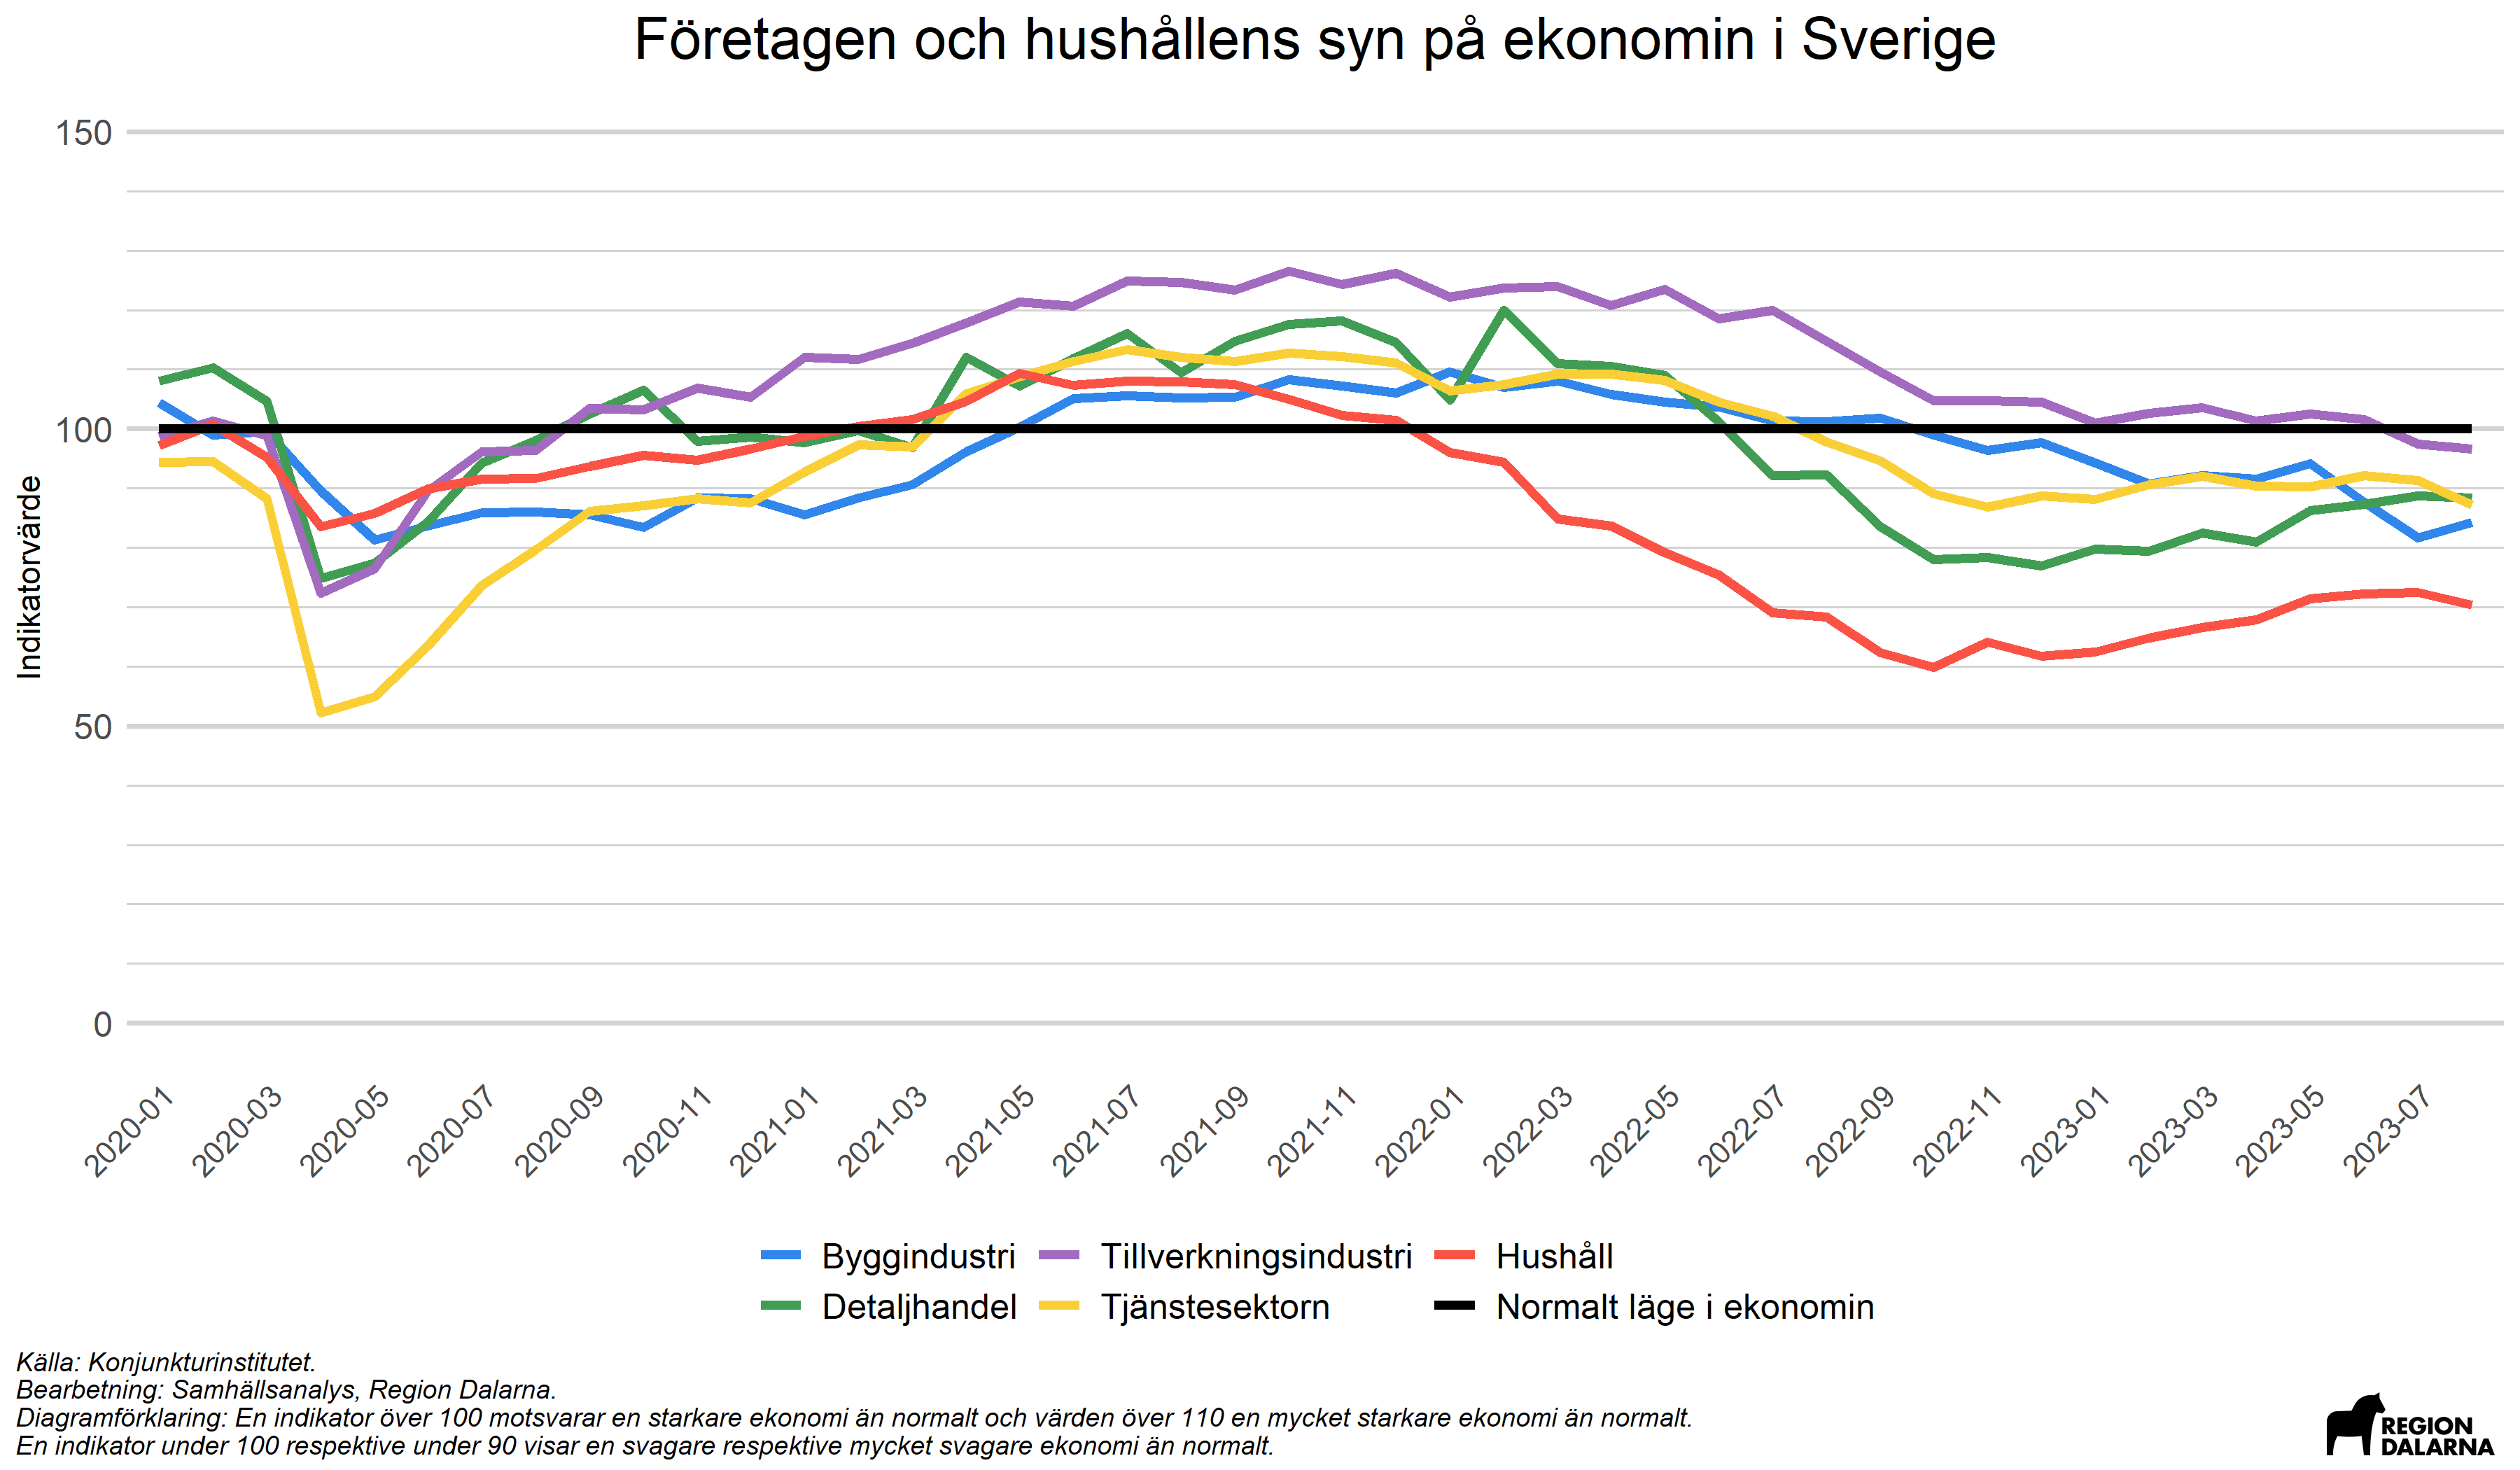 Företagen och hushållens syn på ekonomin i Sverige
150
100
50
0
Indikatorvärde
2020-01
2020-03
2020-05
2020-07
2020-09
2020-11
2021-01
2021-03
2021-05
2021-07
2021-09
2021-11
2022-01
2022-03
2022-05
2022-07
2022-09
2022-11
2023-01
2023-03
2023-05
2023-07
Byggindustri
Tillverkningsindustri
Hushåll
Detaljhandel
Tjänstesektorn
Normalt läge i ekonomin
Källa: Konjunkturinstitutet.
Bearbetning: Samhällsanalys, Region Dalarna.
Diagramförklaring: En indikator över 100 motsvarar en starkare ekonomi än normalt och värden över 110 en mycket starkare ekonomi än normalt.
En indikator under 100 respektive under 90 visar en svagare respektive mycket svagare ekonomi än normalt.
REGION
DALARNA